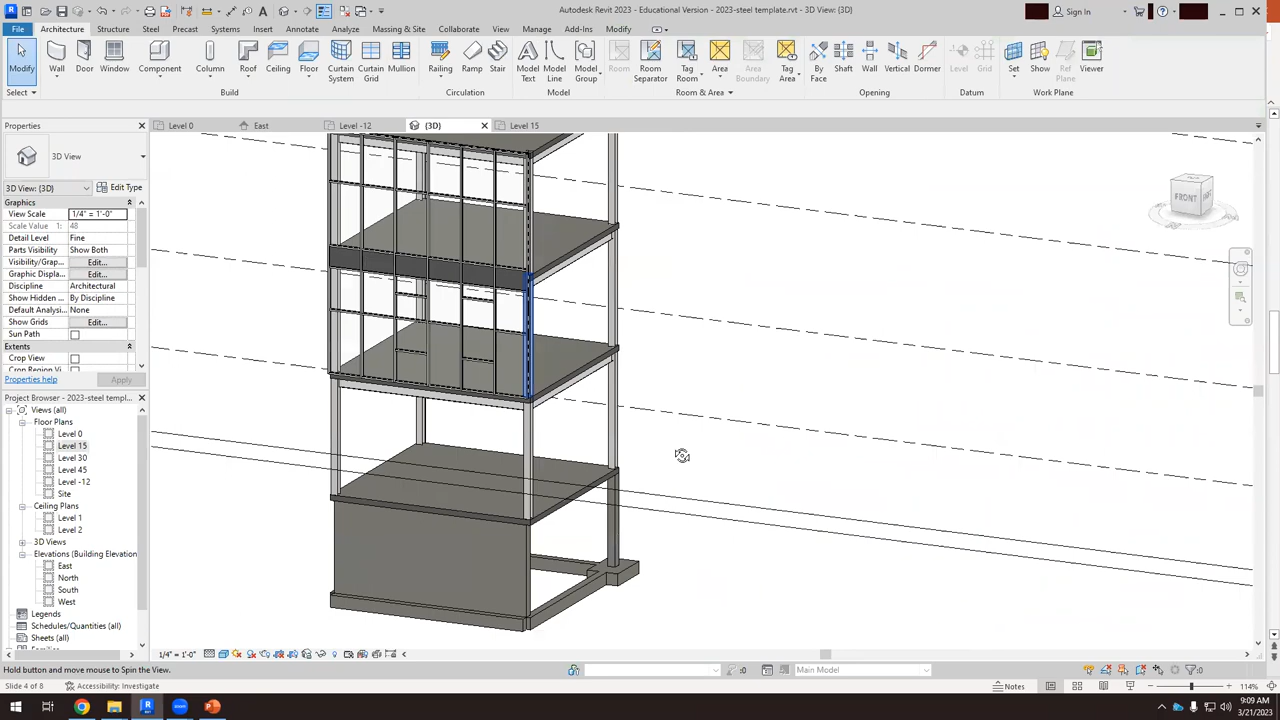 Autodesk Revit 2023 - Educational Version - 2023-steel template.rvt - 3D View: {3D}
Sign In
File Architecture Structure Steel Precast Systems Insert Annotate Analyze Massing & Site Collaborate View Manage Add-Ins Modify
Modify Wall Door Window Component Column Roof Ceiling Floor Curtain System Curtain Grid Mullion Railing Ramp Stair Model Text Model Line Model Group Room Room Separator Tag Room Area Area Boundary Tag Area By Face Shaft Wall Vertical Dormer Level Grid Set Show Ref Plane Viewer
Select Build Circulation Model Room & Area Opening Datum Work Plane
Properties
Level 0 East Level -12 {3D} Level 15
3D View
3D View: {3D} Edit Type
Graphics
View Scale 1/4" = 1'-0"
Scale Value 1: 48
Detail Level Fine
Parts Visibility Show Both
Visibility/Grap... Edit...
Graphic Displa... Edit...
Discipline Architectural
Show Hidden ... By Discipline
Default Analysi... None
Show Grids Edit...
Sun Path
Extents
Crop View
Crop Region Vi
Properties help Apply
Project Browser - 2023-steel templ...
Views (all)
Floor Plans
Level 0
Level 15
Level 30
Level 45
Level -12
Site
Ceiling Plans
Level 1
Level 2
3D Views
Elevations (Building Elevation
East
North
South
West
Legends
Schedules/Quantities (all)
Sheets (all)
FRONT
1/4" = 1'-0"
Hold button and move mouse to Spin the View.
:0 Main Model :0
Slide 4 of 8 Accessibility: Investigate Notes 114%
9:09 AM
3/21/2023